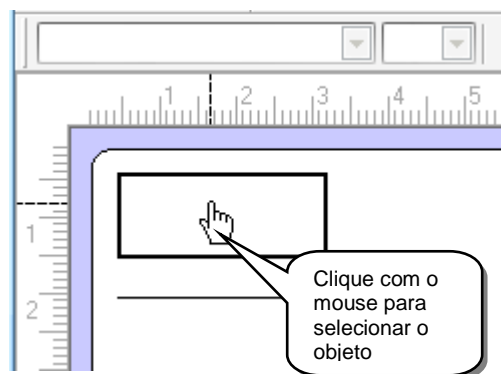 1 2 3 4 5
1
2
Clique com o
mouse para
selecionar o
objeto